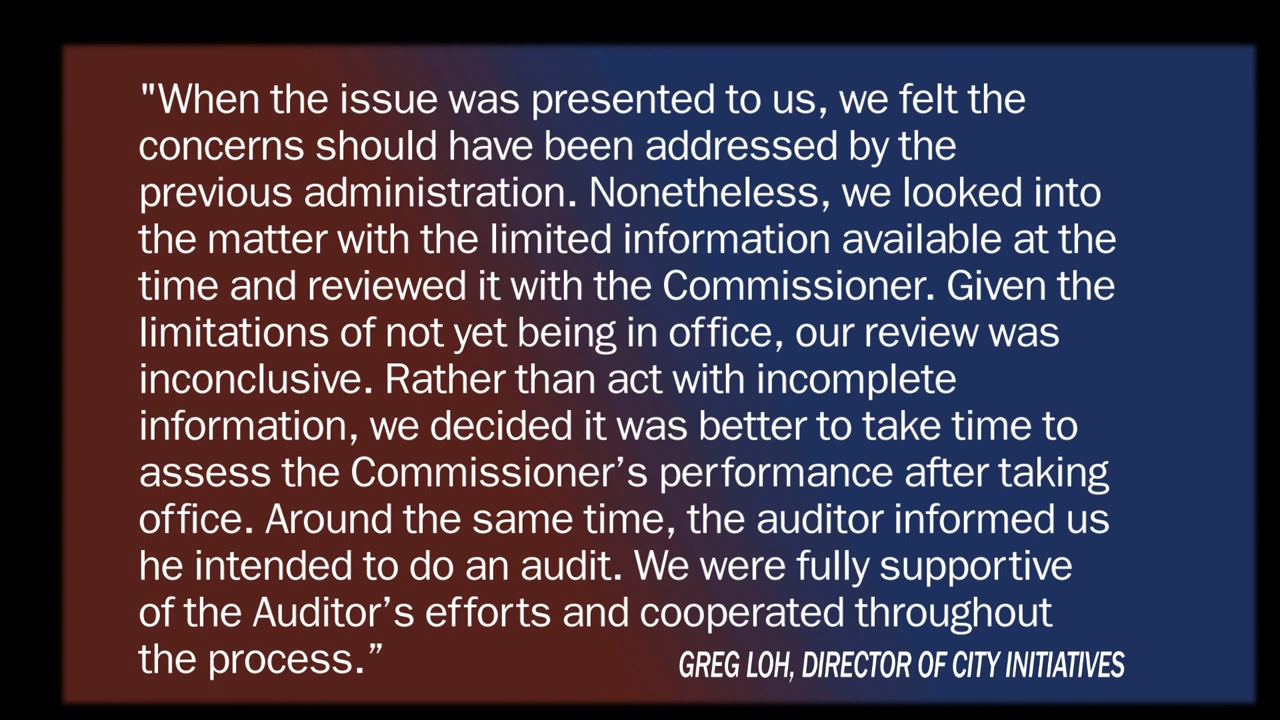 "When the issue was presented to us, we felt the
concerns should have been addressed by the
previous administration. Nonetheless, we looked into
the matter with the limited information available at the
time and reviewed it with the Commissioner. Given the
limitations of not yet being in office, our review was
inconclusive. Rather than act with incomplete
information, we decided it was better to take time to
assess the Commissioner’s performance after taking
office. Around the same time, the auditor informed us
he intended to do an audit. We were fully supportive
of the Auditor’s efforts and cooperated throughout
the process.”
GREG LOH, DIRECTOR OF CITY INITIATIVES